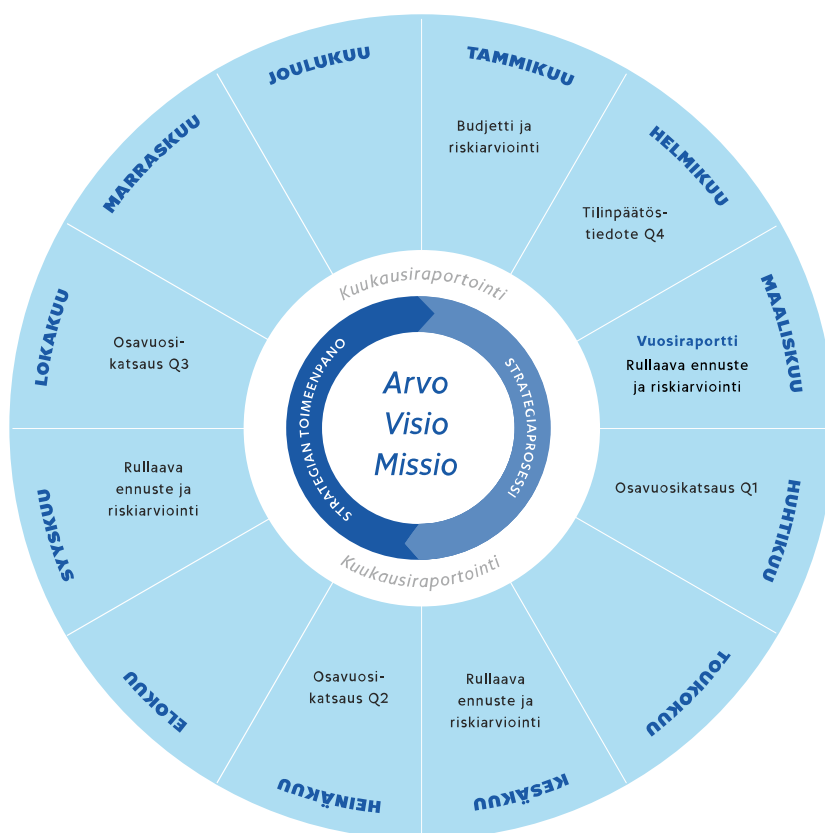 TAMMIKUU
Budjetti ja
riskiarviointi
HELMIKUU
Tilinpäätös-
tiedote Q4
MAALISKUU
Vuosiraportti
Rullaava ennuste
ja riskiarviointi
HUHTIKUU
Osavuosikatsaus Q1
TOUKOKUU
KESÄKUU
Rullaava
ennuste ja
riskiarviointi
HEINÄKUU
Osavuosi-
katsaus Q2
ELOKUU
SYYSKUU
Rullaava
ennuste ja
riskiarviointi
LOKAKUU
Osavuosi-
katsaus Q3
MARRASKUU
JOULUKUU
Kuukausiraportointi
STRATEGIAN TOIMEENPANO
STRATEGIAPROSESSI
Arvo
Visio
Missio
Kuukausiraportointi